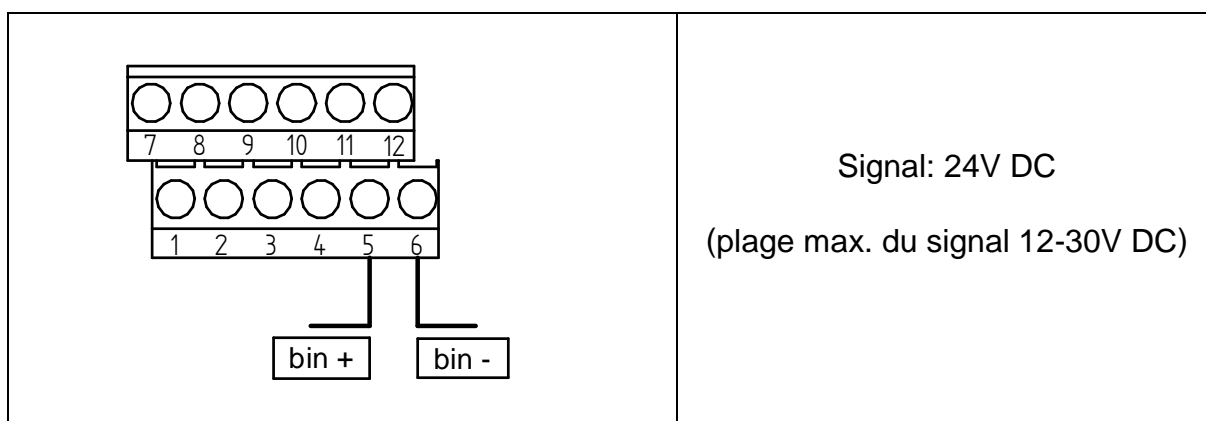 7 8 9 10 11 12
1 2 3 4 5 6
bin + bin -
Signal: 24V DC
(plage max. du signal 12-30V DC)